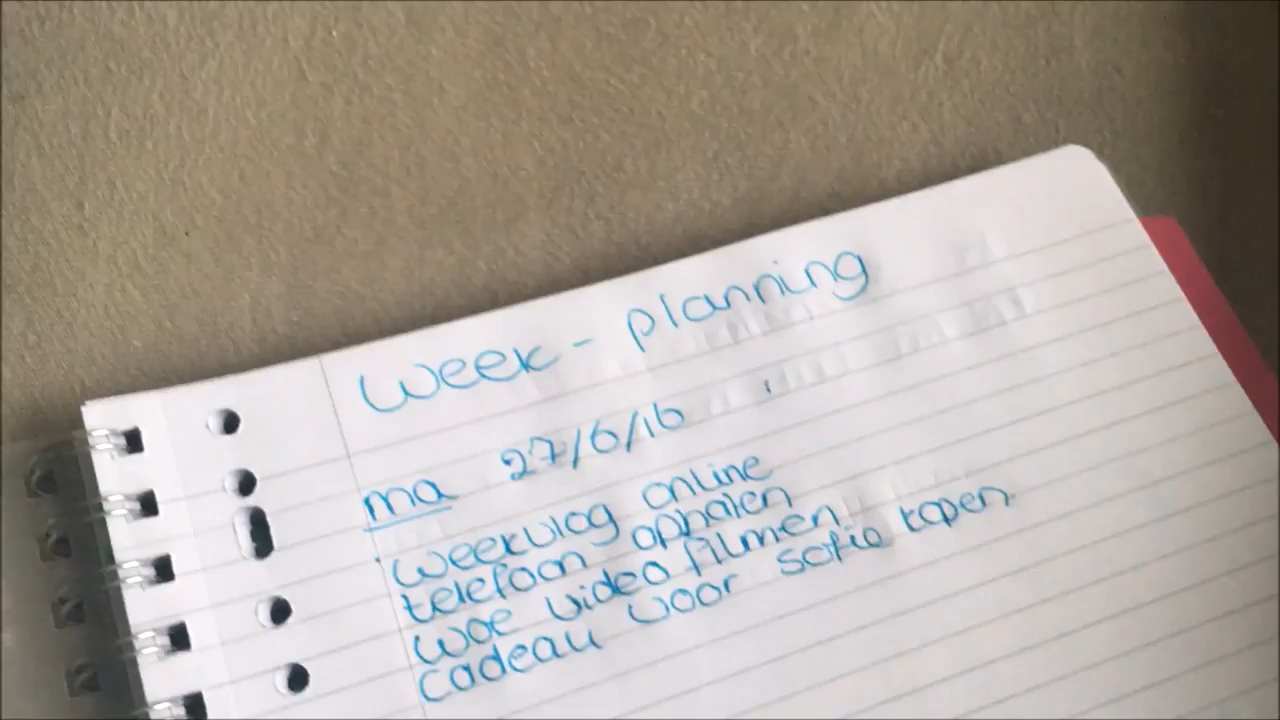 week - planning
ma 27/6/16
weekvlog online
telefoon ophalen
woe video filmen
cadeau voor sofie kopen